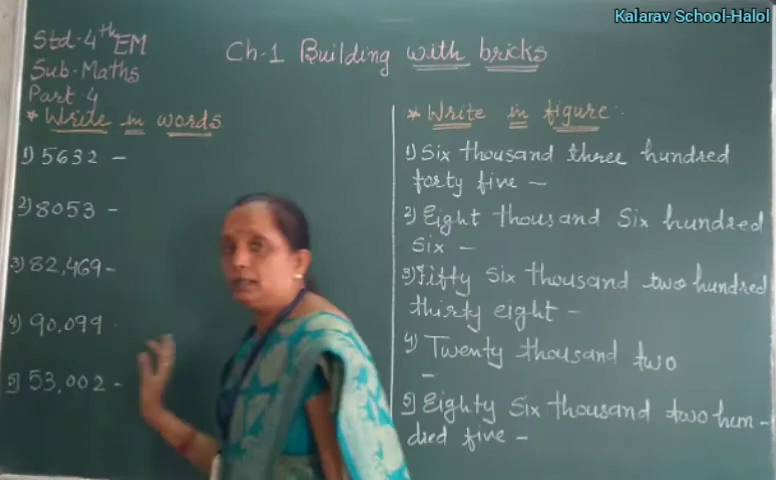 Kalarav School-Halol
Std-4th EM
Sub-Maths
Part 4
Ch-1 Building with bricks
* Write in words
1) 5632 -
2) 8053 -
3) 82,469-
4) 90,099 -
5) 53,002 -
* Write in figure:-
1) Six thousand three hundred
forty five -
2) Eight thousand Six hundred
six -
3) Fifty six thousand two hundred
thirty eight -
4) Twenty thousand two
-
5) Eighty Six thousand two hun-
dred five -